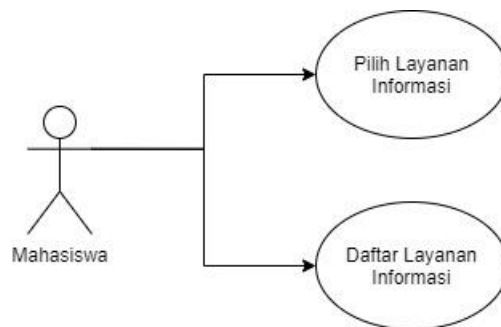 Pilih Layanan
Informasi
Mahasiswa
Daftar Layanan
Informasi